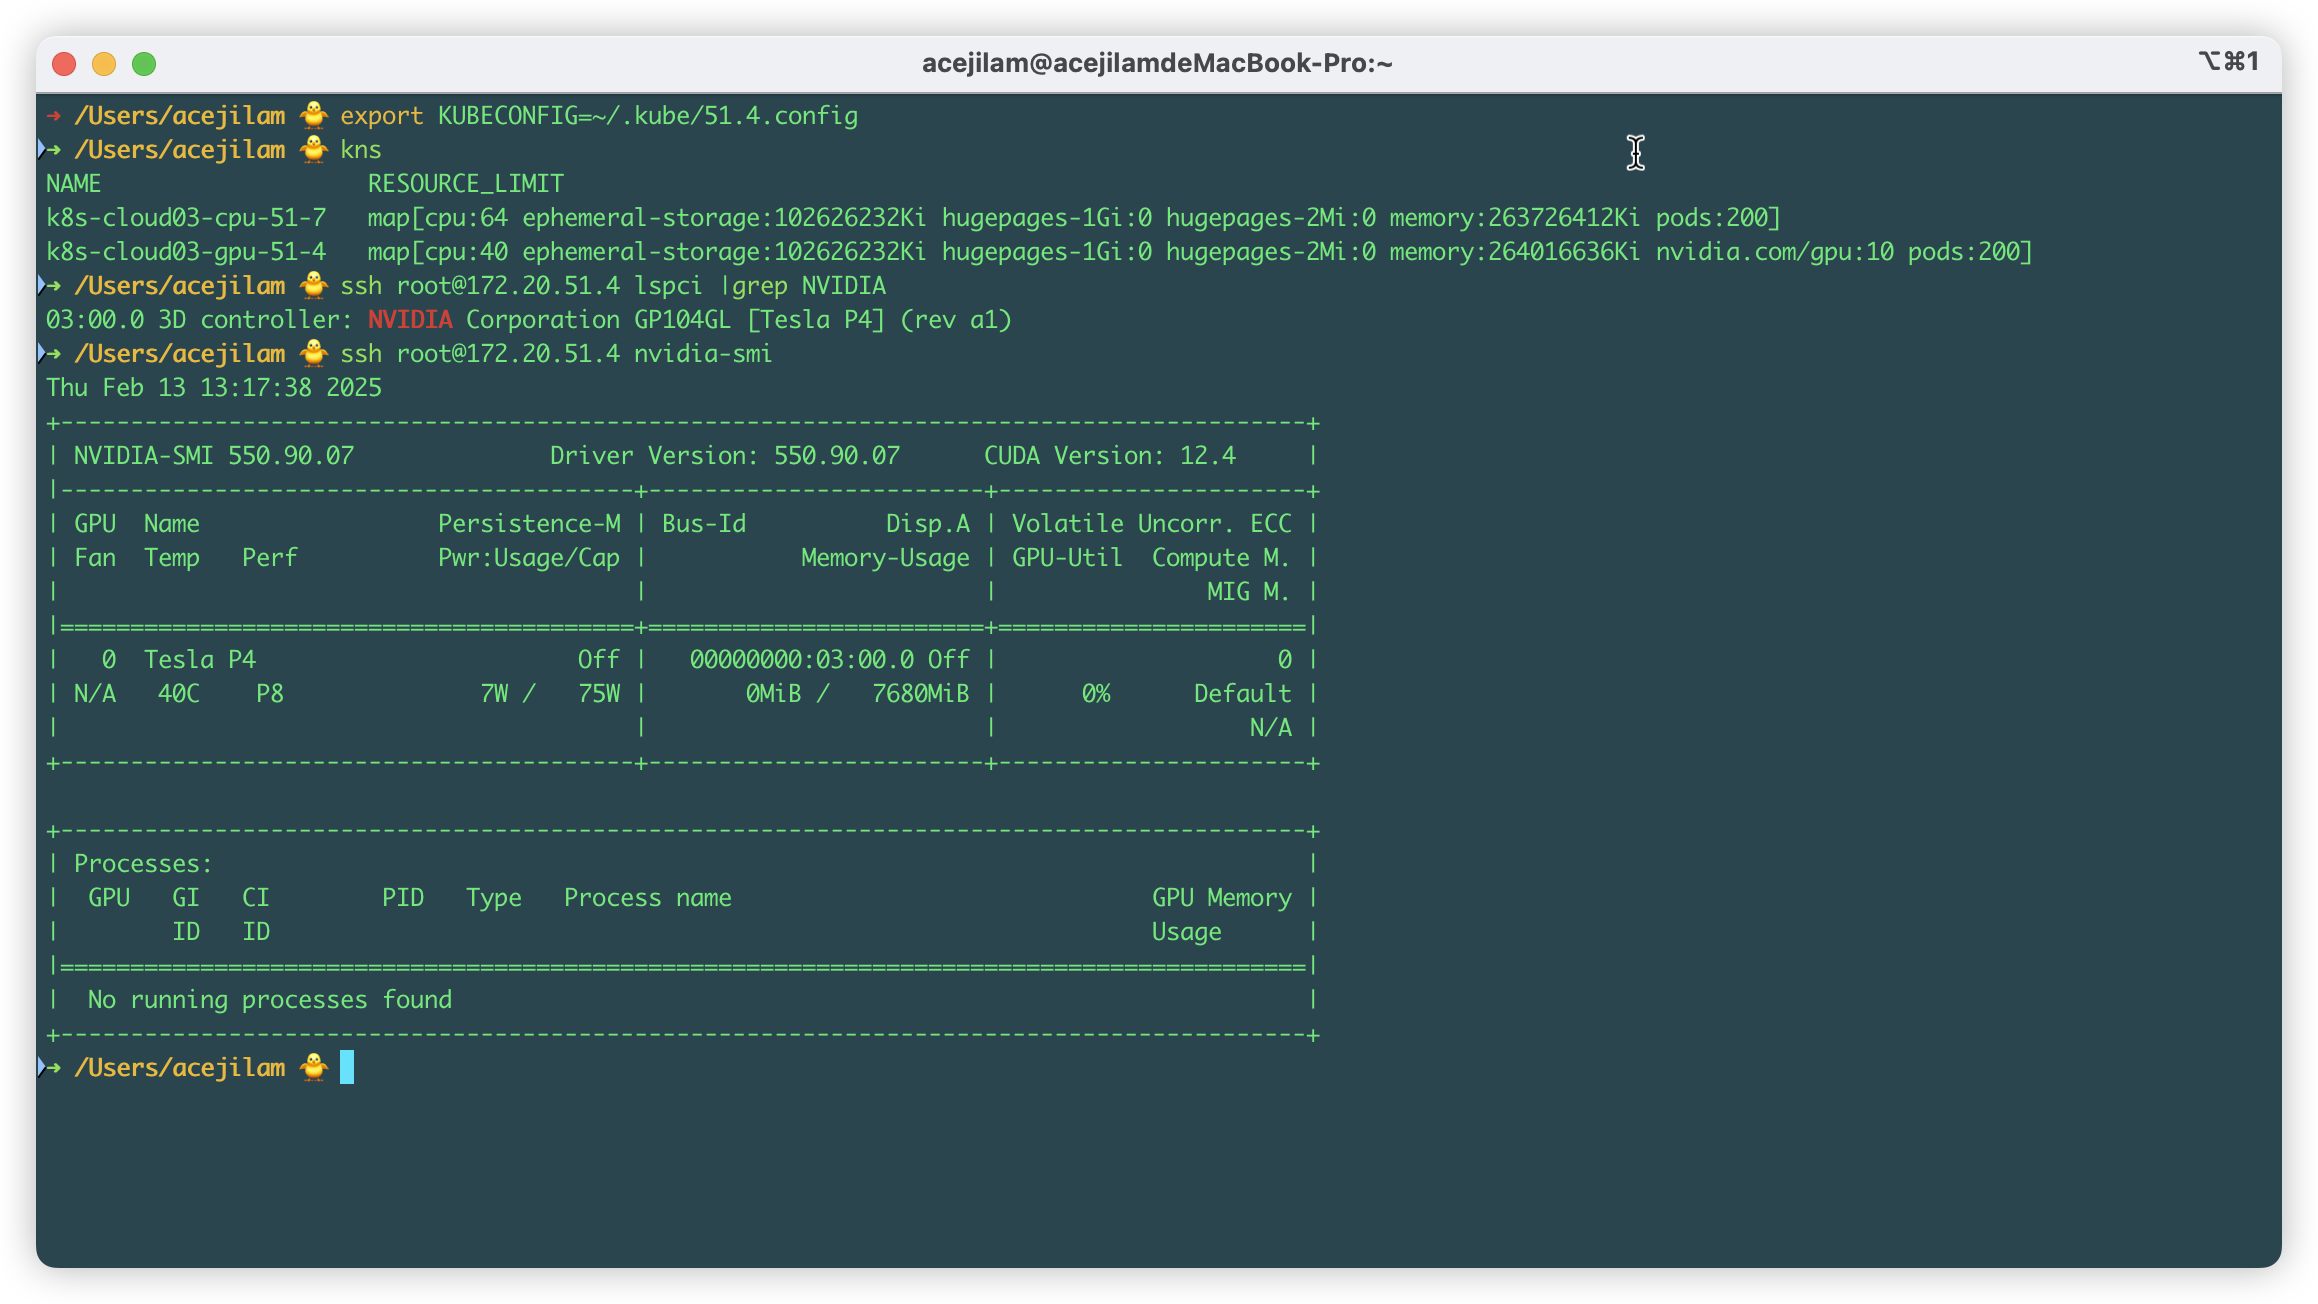 acejilam@acejilamdeMacBook-Pro:~ ⌥⌘1
➜ /Users/acejilam 🐥 export KUBECONFIG=~/.kube/51.4.config
➜ /Users/acejilam 🐥 kns
NAME                   RESOURCE_LIMIT
k8s-cloud03-cpu-51-7   map[cpu:64 ephemeral-storage:102626232Ki hugepages-1Gi:0 hugepages-2Mi:0 memory:263726412Ki pods:200]
k8s-cloud03-gpu-51-4   map[cpu:40 ephemeral-storage:102626232Ki hugepages-1Gi:0 hugepages-2Mi:0 memory:264016636Ki nvidia.com/gpu:10 pods:200]
➜ /Users/acejilam 🐥 ssh root@172.20.51.4 lspci |grep NVIDIA
03:00.0 3D controller: NVIDIA Corporation GP104GL [Tesla P4] (rev a1)
➜ /Users/acejilam 🐥 ssh root@172.20.51.4 nvidia-smi
Thu Feb 13 13:17:38 2025
+-----------------------------------------------------------------------------------------+
| NVIDIA-SMI 550.90.07              Driver Version: 550.90.07      CUDA Version: 12.4     |
|-----------------------------------------+------------------------+----------------------+
| GPU  Name                 Persistence-M | Bus-Id          Disp.A | Volatile Uncorr. ECC |
| Fan  Temp   Perf          Pwr:Usage/Cap |           Memory-Usage | GPU-Util  Compute M. |
|                                         |                        |               MIG M. |
|=========================================+========================+======================|
|   0  Tesla P4                       Off |   00000000:03:00.0 Off |                    0 |
| N/A   40C    P8              7W /   75W |       0MiB /   7680MiB |      0%      Default |
|                                         |                        |                  N/A |
+-----------------------------------------+------------------------+----------------------+
+-----------------------------------------------------------------------------------------+
| Processes:                                                                              |
|  GPU   GI   CI        PID   Type   Process name                              GPU Memory |
|        ID   ID                                                               Usage      |
|=========================================================================================|
|  No running processes found                                                             |
+-----------------------------------------------------------------------------------------+
➜ /Users/acejilam 🐥